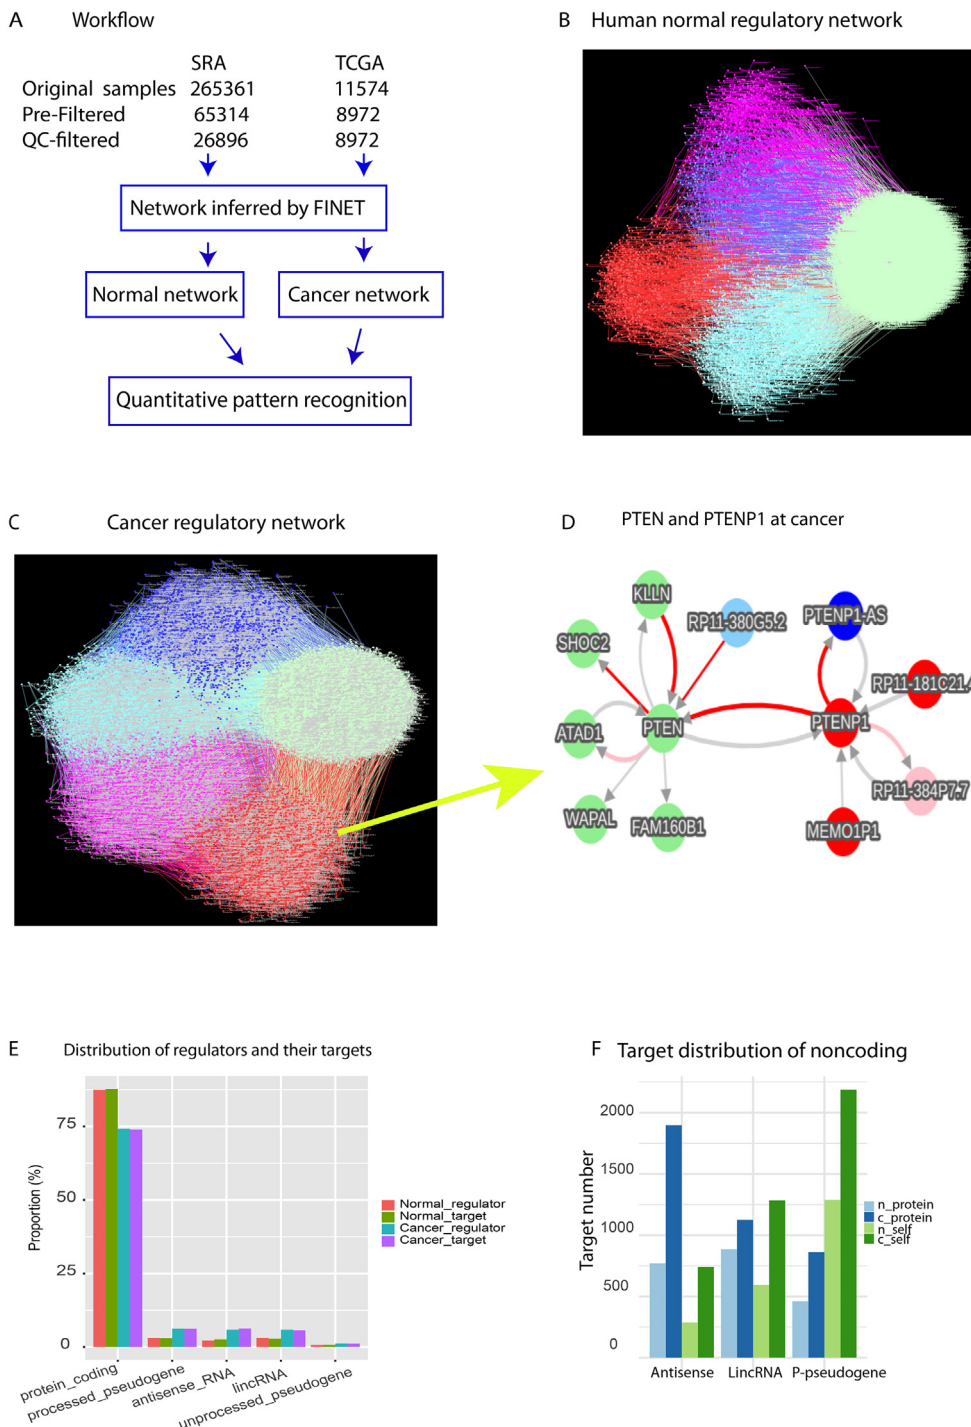 A Workflow
SRA TCGA
Original samples 265361 11574
Pre-Filtered 65314 8972
QC-filtered 26896 8972
Network inferred by FINET
Normal network Cancer network
Quantitative pattern recognition
B Human normal regulatory network
C Cancer regulatory network
D PTEN and PTENP1 at cancer
KLLN
RP11-380G5.2
PTENP1-AS
SHOC2
RP11-181C21.
PTEN
PTENP1
ATAD1
RP11-384P7.7
WAPAL
FAM160B1
MEMO1P1
E Distribution of regulators and their targets
Proportion (%)
75
50
25
0
protein_coding
processed_pseudogene
antisense_RNA
lincRNA
unprocessed_pseudogene
Normal_regulator
Normal_target
Cancer_regulator
Cancer_target
F Target distribution of noncoding
Target number
2000
1500
1000
500
0
Antisense LincRNA P-pseudogene
n_protein
c_protein
n_self
c_self